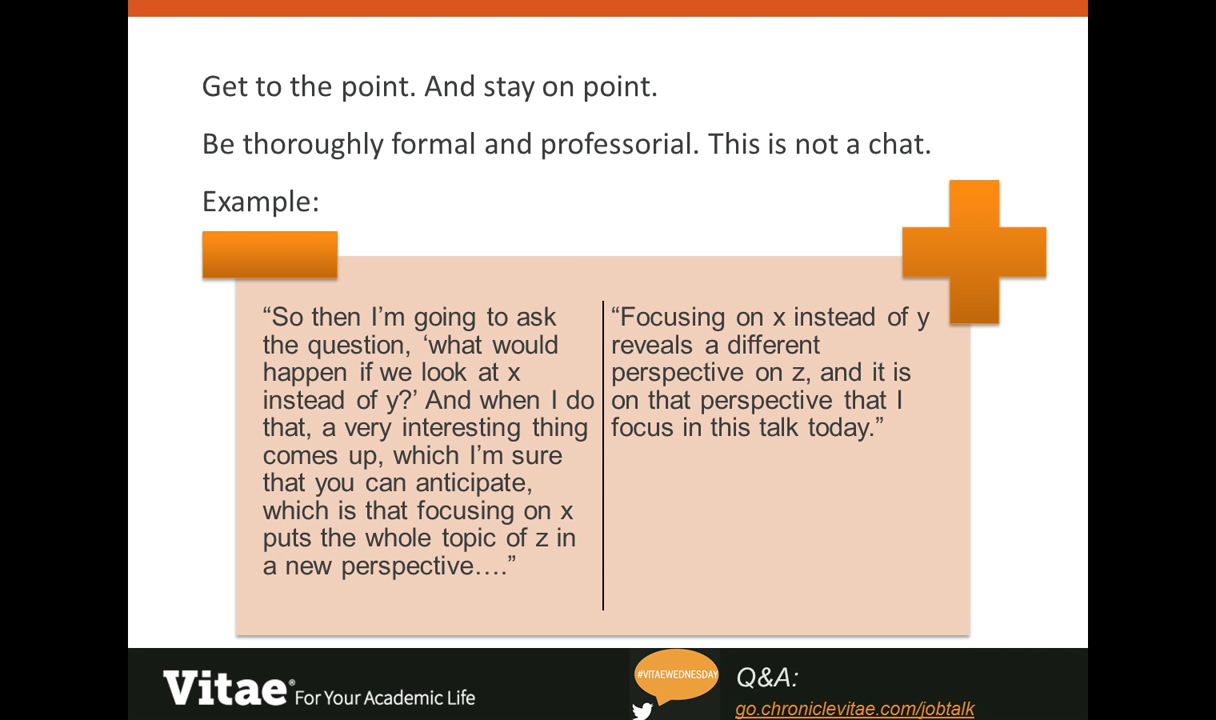 Get to the point. And stay on point.
Be thoroughly formal and professorial. This is not a chat.
Example:
“So then I’m going to ask
the question, ‘what would
happen if we look at x
instead of y?’ And when I do
that, a very interesting thing
comes up, which I’m sure
that you can anticipate,
which is that focusing on x
puts the whole topic of z in
a new perspective….”
“Focusing on x instead of y
reveals a different
perspective on z, and it is
on that perspective that I
focus in this talk today.”
Vitae® For Your Academic Life
#VITAEWEDNESDAY
Q&A:
go.chroniclevitae.com/jobtalk